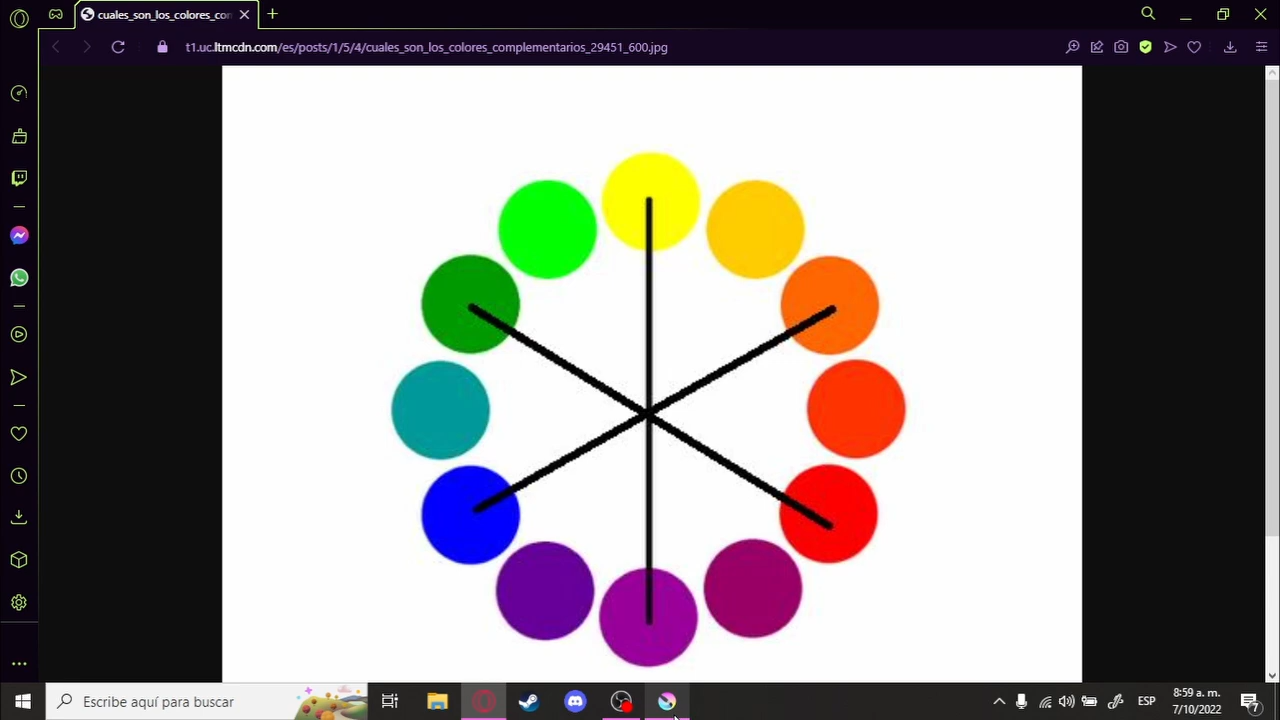 cuales_son_los_colores_con
t1.uc.ltmcdn.com/es/posts/1/5/4/cuales_son_los_colores_complementarios_29451_600.jpg
Escribe aquí para buscar
ESP
8:59 a. m.
7/10/2022
7